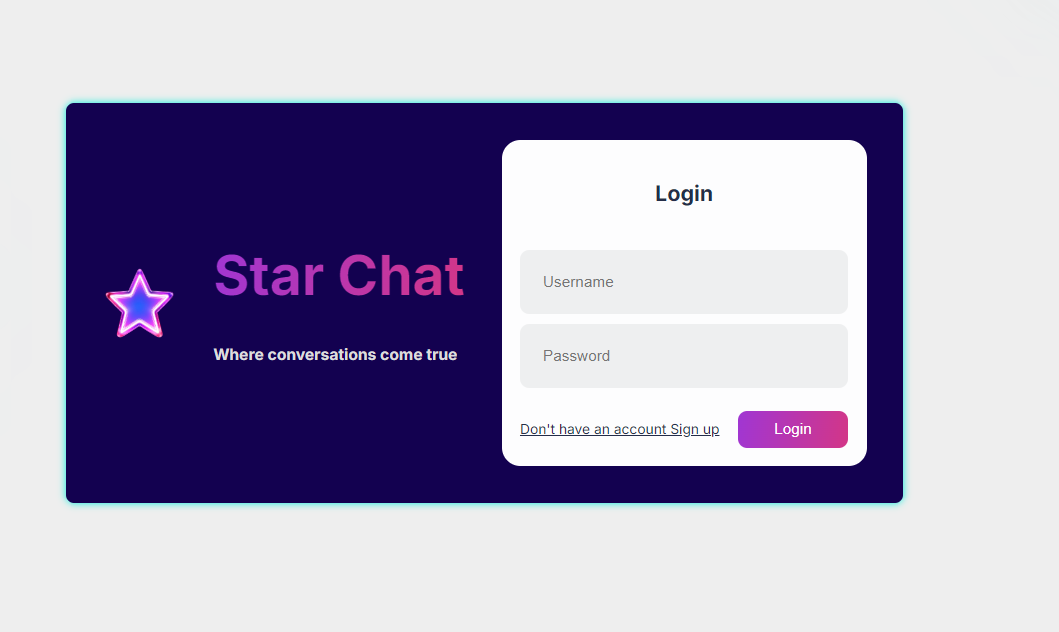 Star Chat
Where conversations come true
Login
Username
Password
Don't have an account Sign up
Login